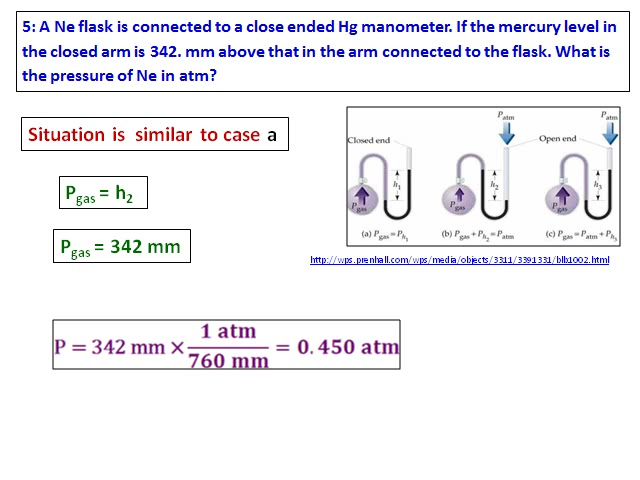 5: A Ne flask is connected to a close ended Hg manometer. If the mercury level in
the closed arm is 342. mm above that in the arm connected to the flask. What is
the pressure of Ne in atm?
Situation is similar to case a
P gas = h2
P gas = 342 mm
Closed end
Patm
Open end
Patm
h1
h2
h3
Pgas
Pgas
Pgas
(a) Pgas = Ph1
(b) Pgas + Ph2 = Patm
(c) Pgas = Patm + Ph3
http://wps.prenhall.com/wps/media/objects/3311/3391331/blb1002.html
P = 342 mm × 1 atm / 760 mm = 0.450 atm